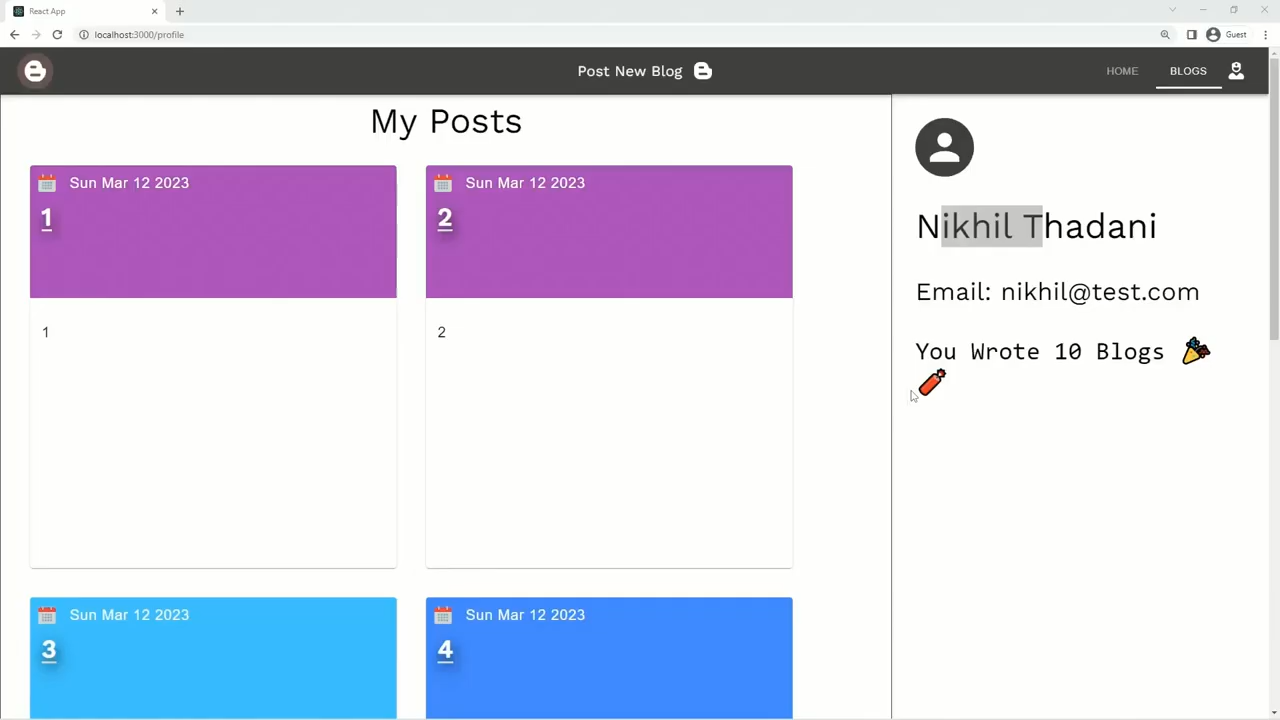 React App
localhost:3000/profile
Guest
Post New Blog
HOME
BLOGS
My Posts
Sun Mar 12 2023
1
1
Sun Mar 12 2023
2
2
Sun Mar 12 2023
3
Sun Mar 12 2023
4
Nikhil Thadani
Email: nikhil@test.com
You Wrote 10 Blogs